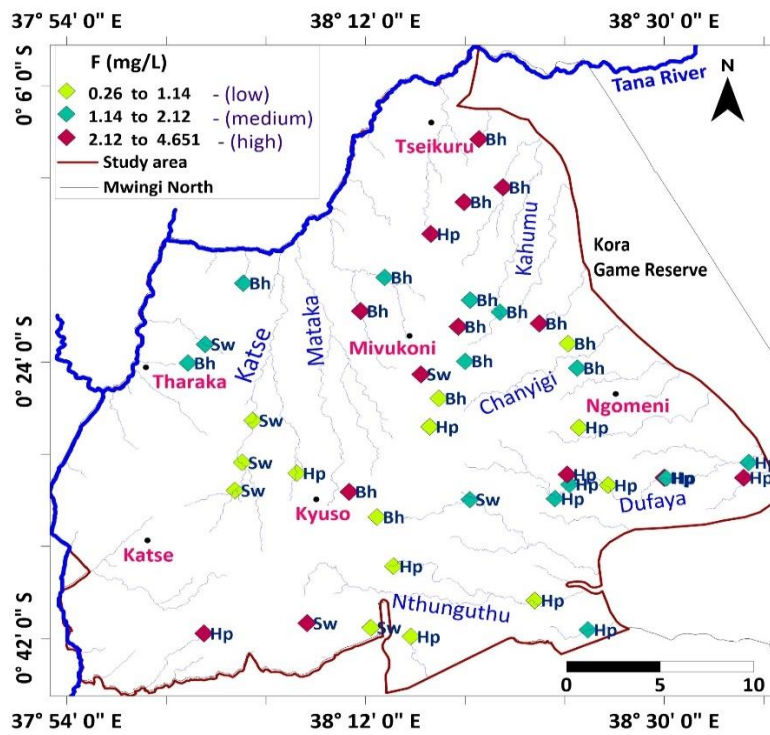 37° 54' 0" E 38° 12' 0" E 38° 30' 0" E
F (mg/L)
0.26 to 1.14 - (low)
1.14 to 2.12 - (medium)
2.12 to 4.651 - (high)
Study area
Mwingi North
0° 6' 0" S
0° 24' 0" S
0° 42' 0" S
Tana River
N
Tseikuru
Bh
Bh
Bh
Hp
Kahumu
Kora
Game Reserve
Bh
Bh
Bh
Bh
Bh
Bh
Bh
Mivukoni
Sw
Bh
Tharaka
Katse
Mataka
Bh
Bh
Bh
Sw
Bh
Chanyigi
Ngomeni
Hp
Hp
Sw
Sw
Sw
Hp
Bh
Kyuso
Bh
Sw
Hp
Hp
Hp
Hp
Hp
Hp
Hp
Dufaya
Katse
Hp
Hp
Nthunguthu
Hp
Sw
Sw
Hp
Hp
0 5 10
37° 54' 0" E 38° 12' 0" E 38° 30' 0" E